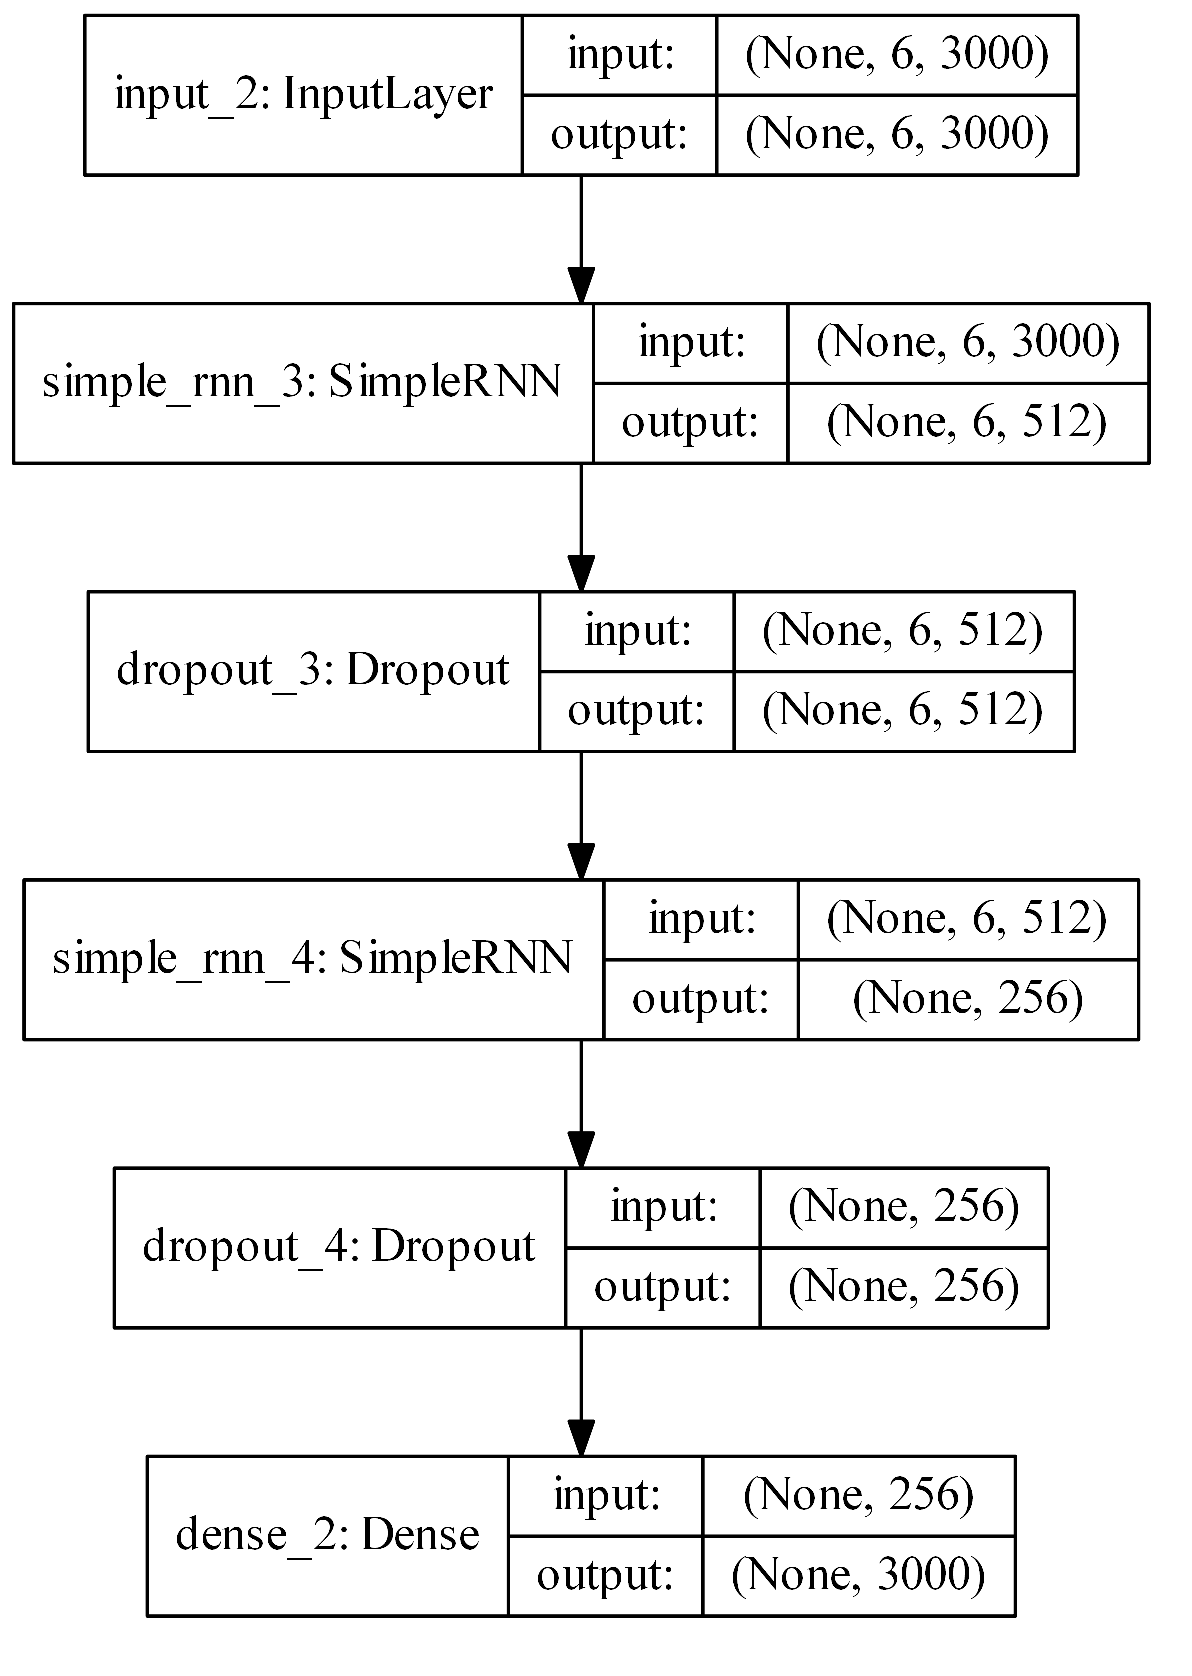 input_2: InputLayer
input: (None, 6, 3000)
output: (None, 6, 3000)
simple_rnn_3: SimpleRNN
input: (None, 6, 3000)
output: (None, 6, 512)
dropout_3: Dropout
input: (None, 6, 512)
output: (None, 6, 512)
simple_rnn_4: SimpleRNN
input: (None, 6, 512)
output: (None, 256)
dropout_4: Dropout
input: (None, 256)
output: (None, 256)
dense_2: Dense
input: (None, 256)
output: (None, 3000)